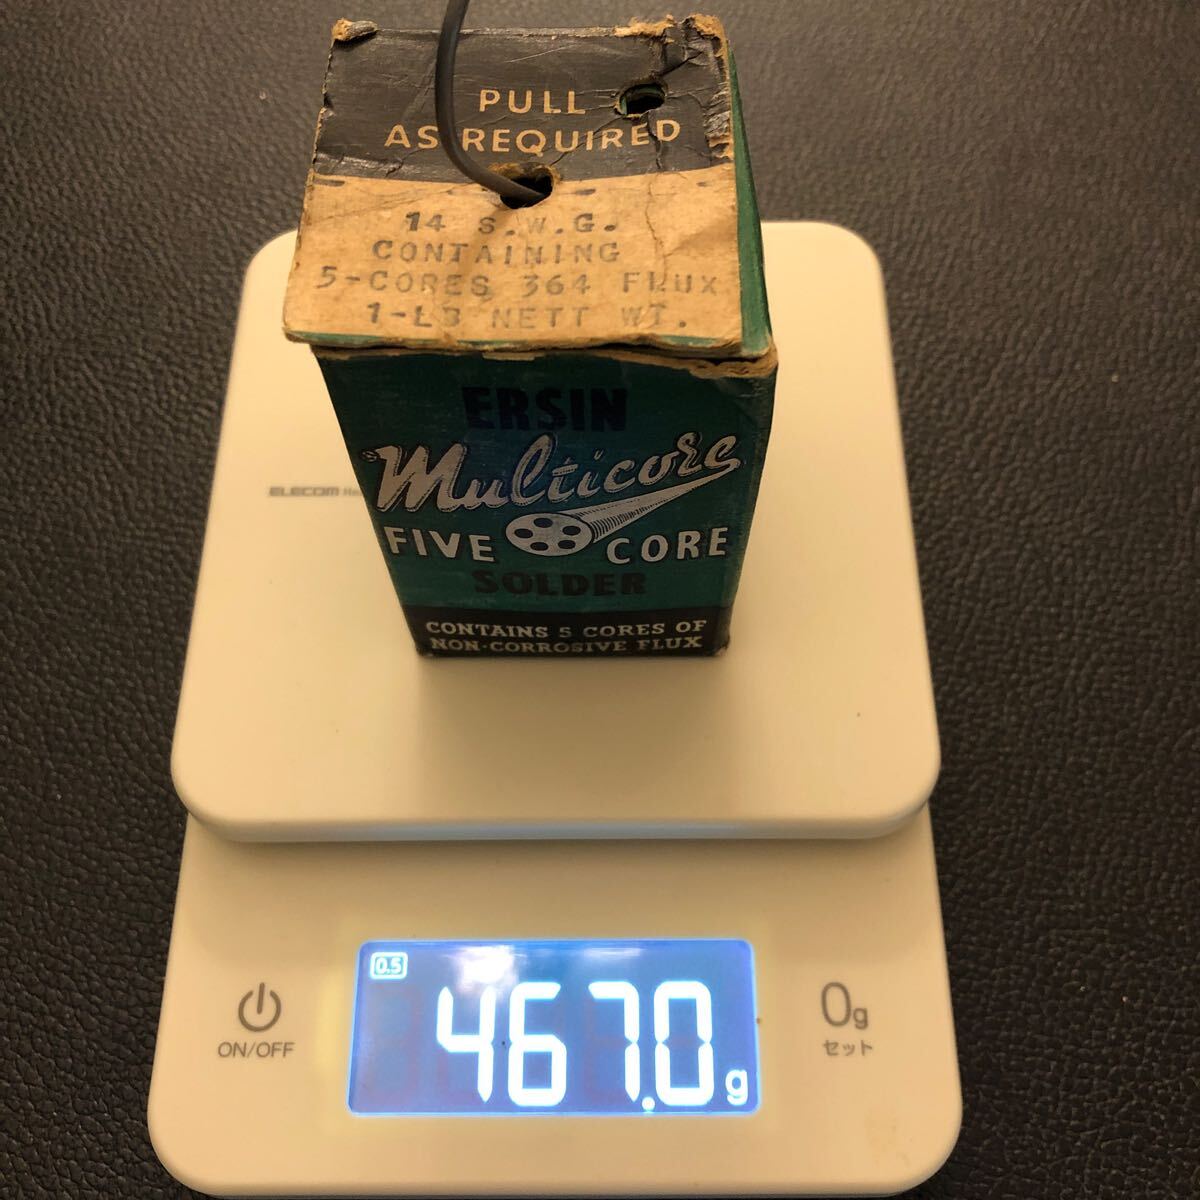 PULL
AS REQUIRED
14 S.W.G.
CONTAINING
5-CORES 364 FLUX
1-LB NETT WT.
ERSIN
Multicore
FIVE CORE
SOLDER
CONTAINS 5 CORES OF
NON-CORROSIVE FLUX
ELECOM
0.5
467.0 g
ON/OFF
0g
セット